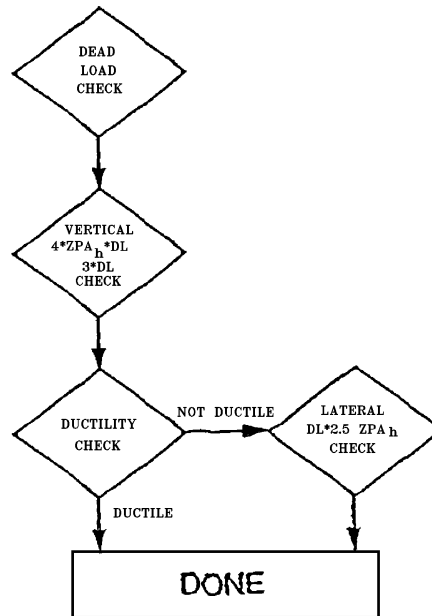 DEAD
LOAD
CHECK
VERTICAL
4*ZPAh*DL
3*DL
CHECK
DUCTILITY
CHECK
NOT DUCTILE
LATERAL
DL*2.5 ZPAh
CHECK
DUCTILE
DONE